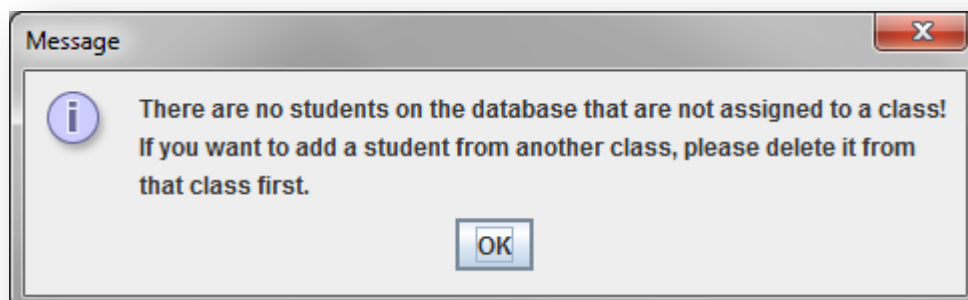 Message
There are no students on the database that are not assigned to a class!
If you want to add a student from another class, please delete it from
that class first.
OK